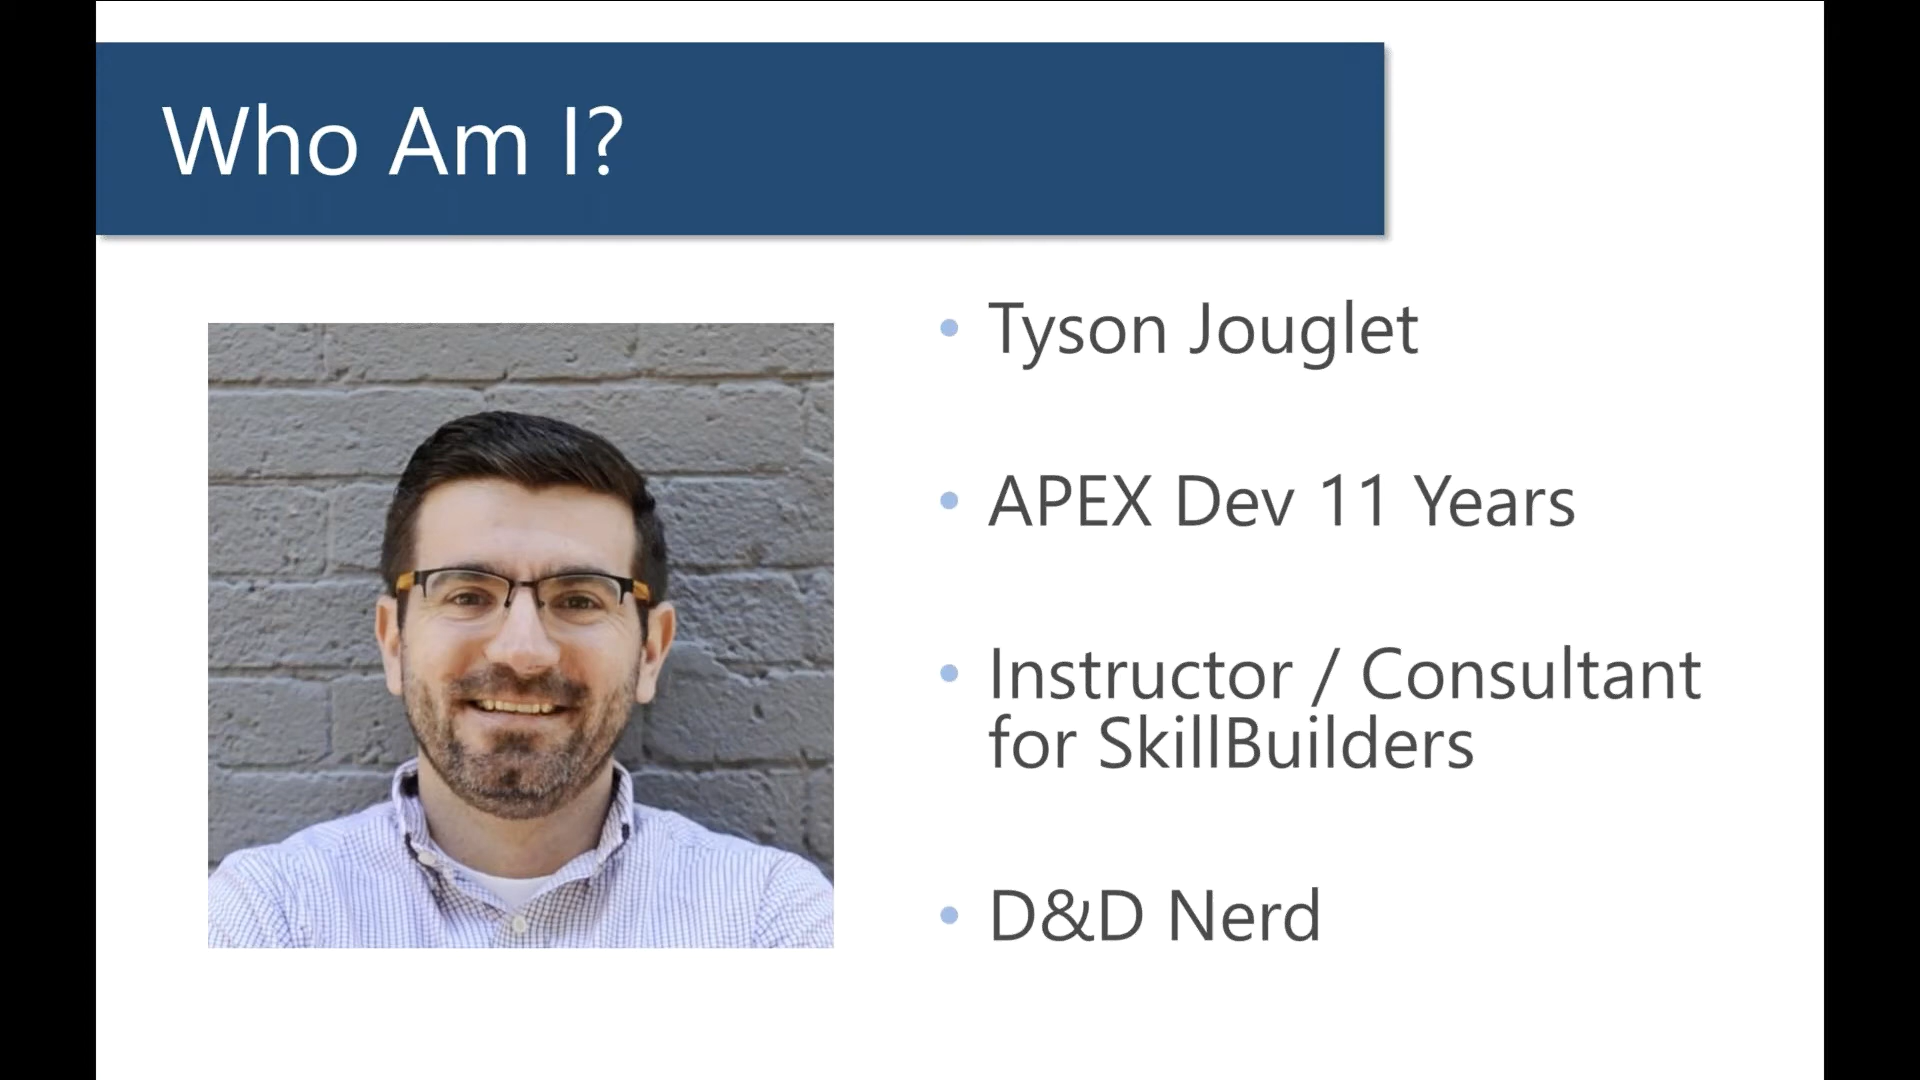 Who Am I?
• Tyson Jouglet
• APEX Dev 11 Years
• Instructor / Consultant
for SkillBuilders
• D&D Nerd